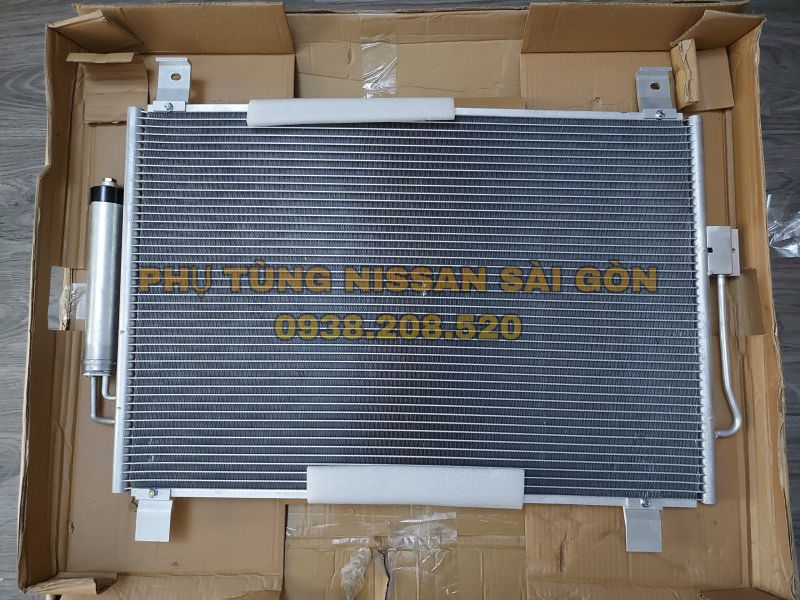 PHỤ TÙNG NISSAN SÀI GÒN
0938.208.520